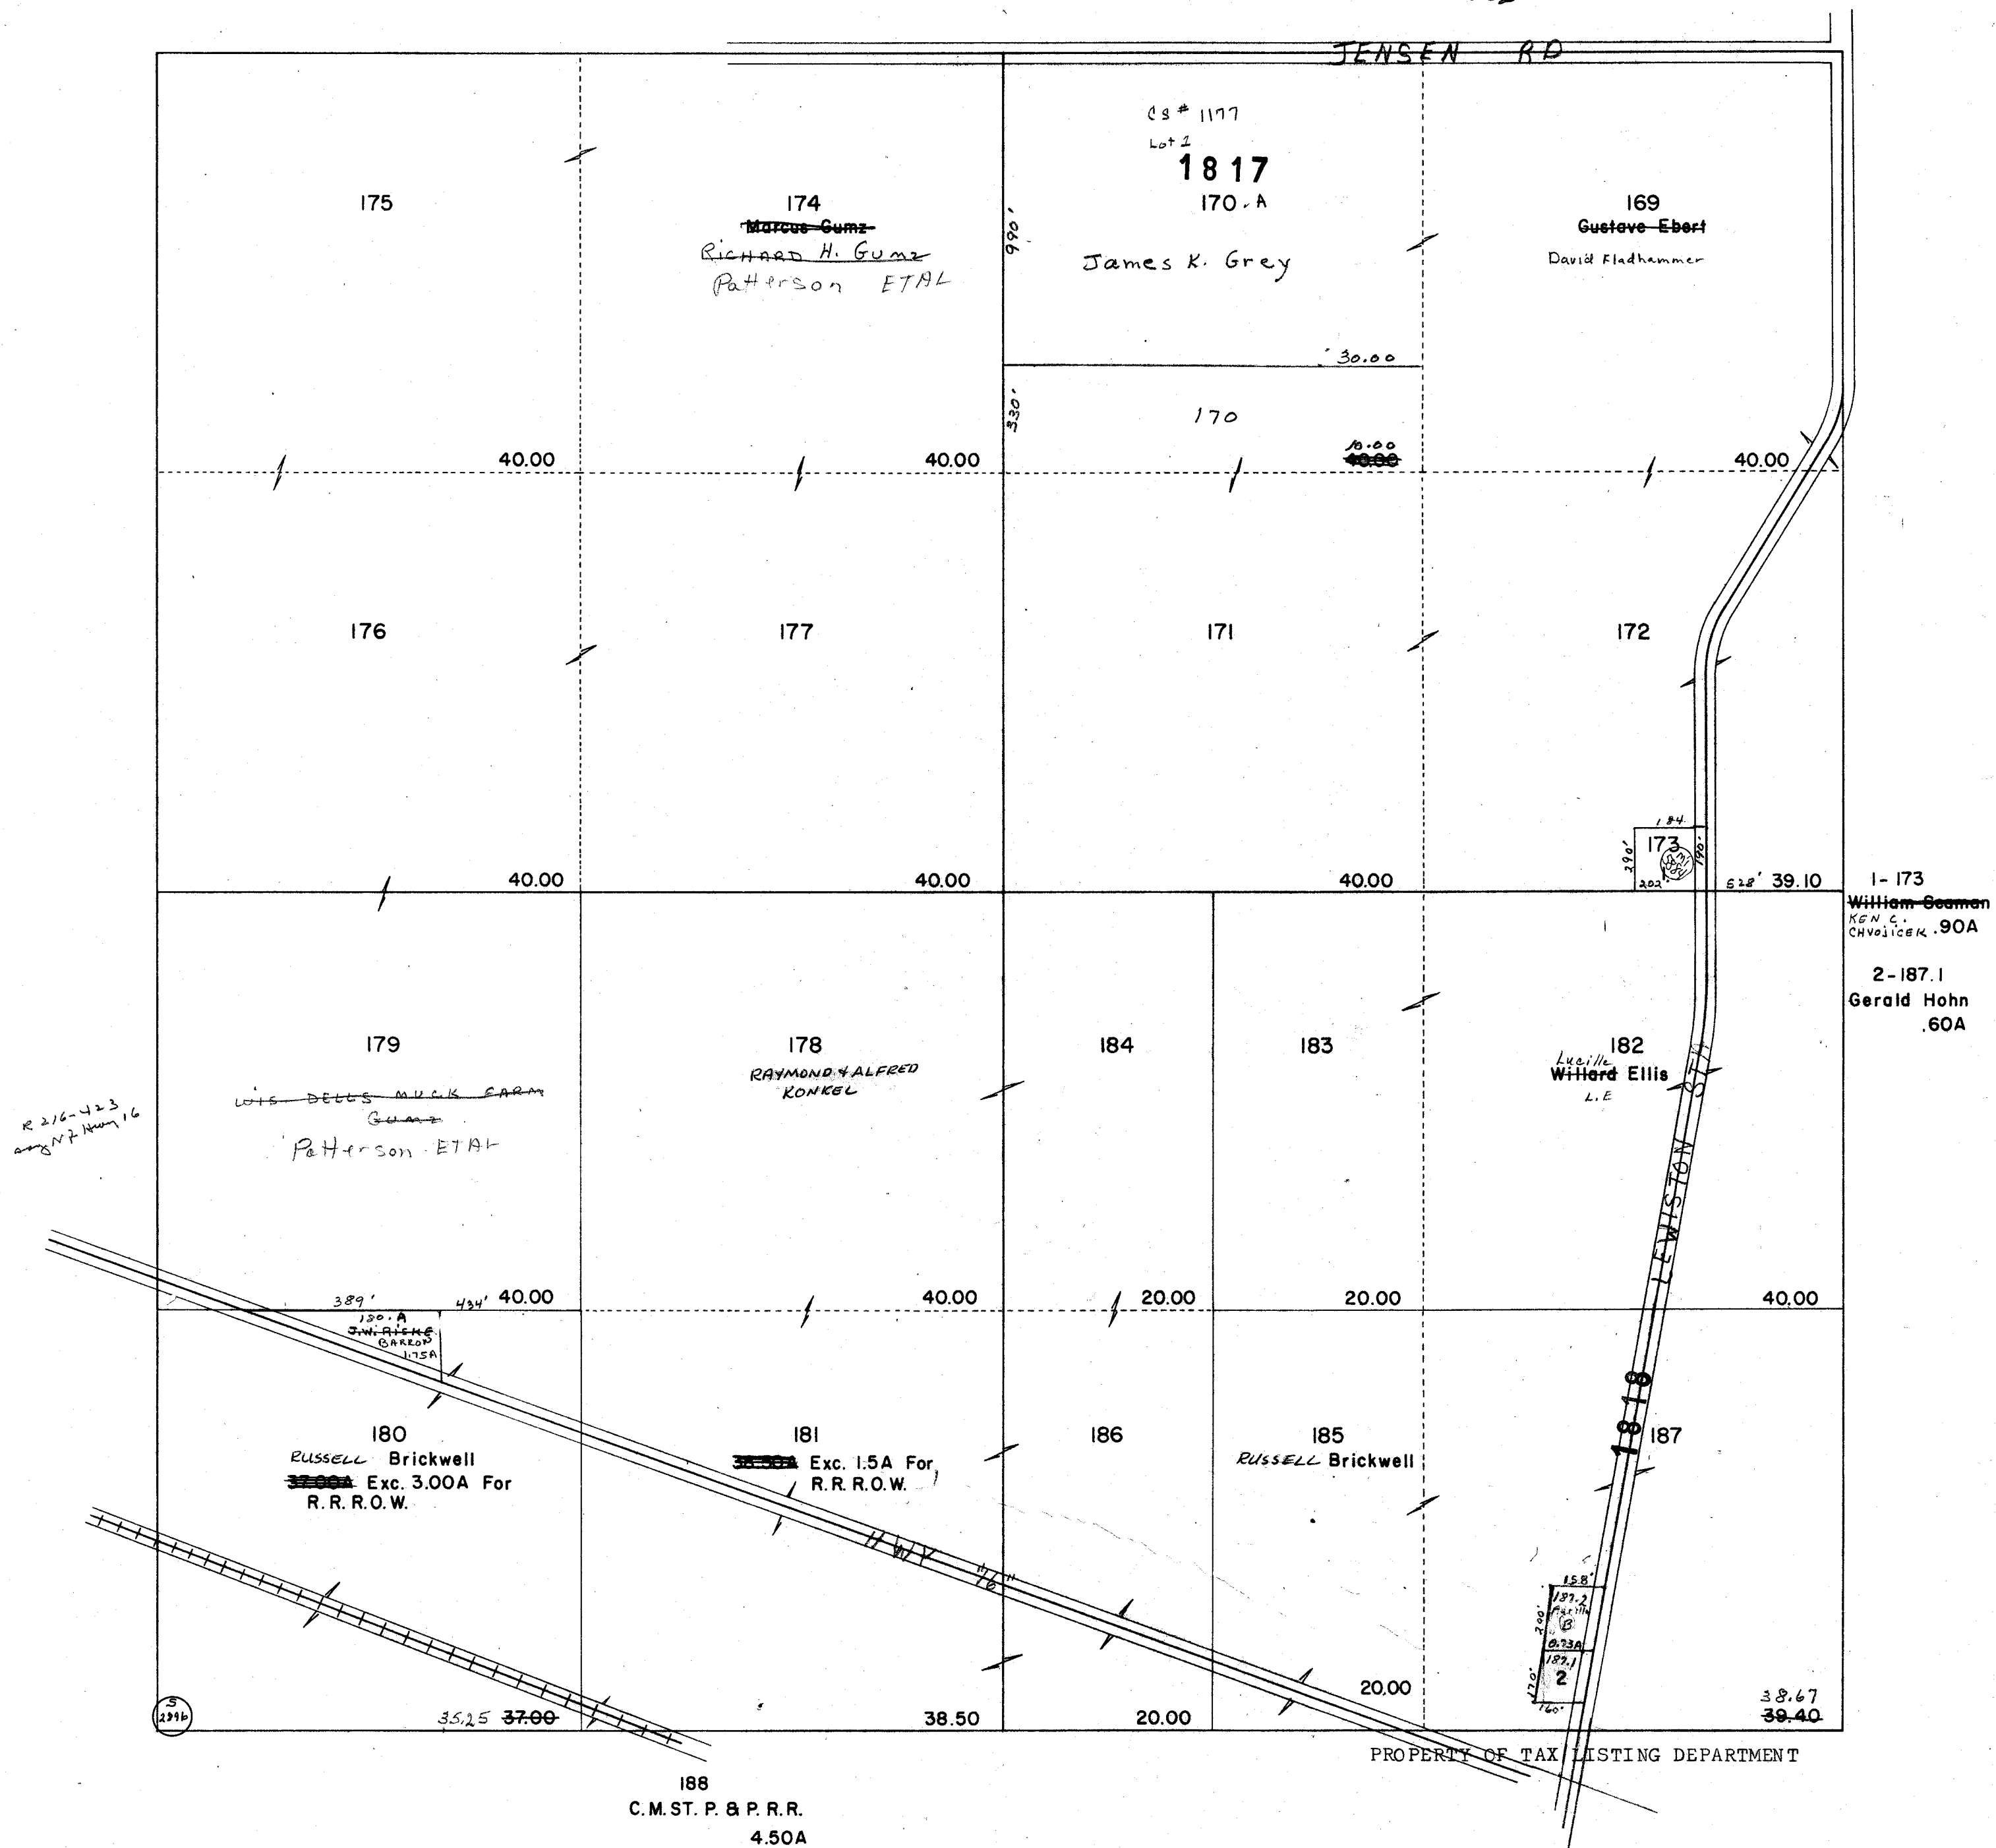 JENSEN RD
CS # 1177
Lot 1
1817
175
174
170-A
169
Marcus Gumz
Gustave Ebert
RICHARD H. GUMZ
James K. Grey
David Fladhammer
Patterson ETAL
990'
30.00
330'
170
10.00
40.00
40.00
40.00
40.00
176
177
171
172
184
173
290'
190'
202'
40.00
40.00
40.00
528' 39.10
1-173
William Seaman
KEN C.
CHVOJICEK .90A
2-187.1
Gerald Hohn
.60A
179
178
184
183
182
RAYMOND & ALFRED
KONKEL
Lucille
Willard Ellis
L.E
WIS. DELLS MUCK FARM
GUMZ
Patterson ETAL
R 216-423
N 7 Hwy 16
LEWISTON STH
389'
434' 40.00
40.00
20.00
20.00
40.00
180.A
J.W. RISKE
BARRON
1.75A
1818
180
RUSSELL Brickwell
37.00A Exc. 3.00A For
R.R.R.O.W.
181
38.50A Exc. 1.5A For
R.R.R.O.W.
186
185
RUSSELL Brickwell
187
HWY "16"
158'
187.2
B
200'
0.73A
187.1
2
170'
160'
S
2896
35.25 37.00
38.50
20.00
20.00
38.67
39.40
PROPERTY OF TAX LISTING DEPARTMENT
188
C.M.ST. P. & P. R.R.
4.50A